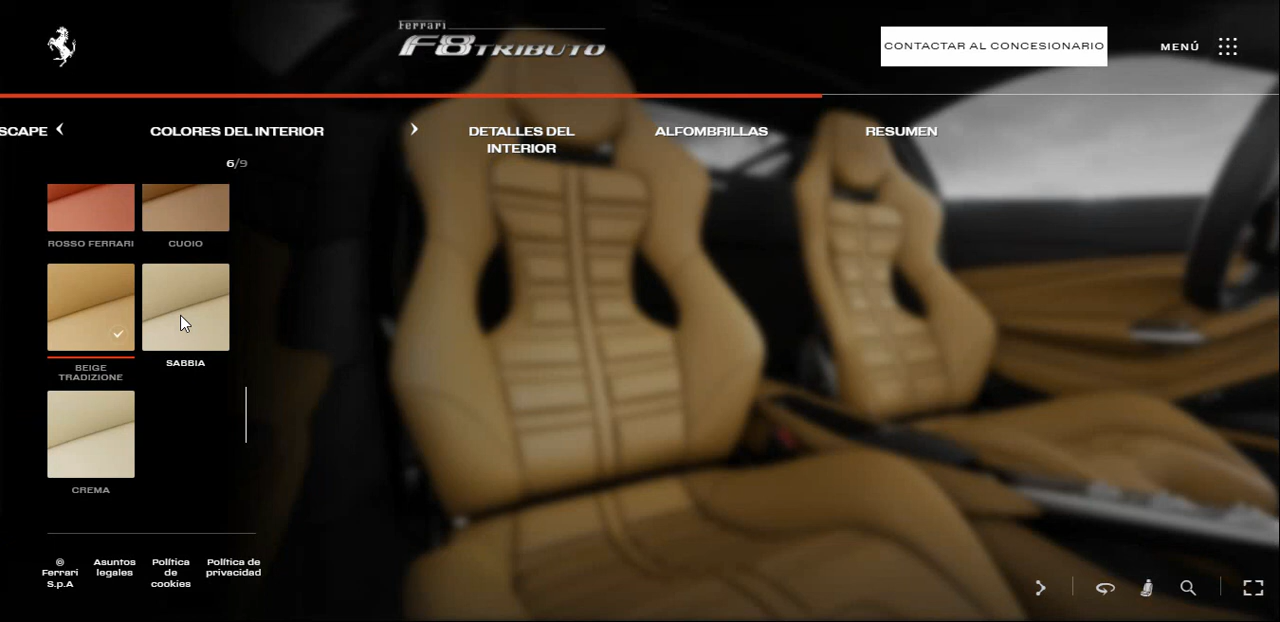 Ferrari
F8 TRIBUTO
CONTACTAR AL CONCESIONARIO
MENÚ
SCAPE
COLORES DEL INTERIOR
DETALLES DEL
INTERIOR
ALFOMBRILLAS
RESUMEN
6/9
ROSSO FERRARI
CUOIO
BEIGE
TRADIZIONE
SABBIA
CREMA
©
Ferrari
S.p.A
Asuntos
legales
Política
de
cookies
Política de
privacidad